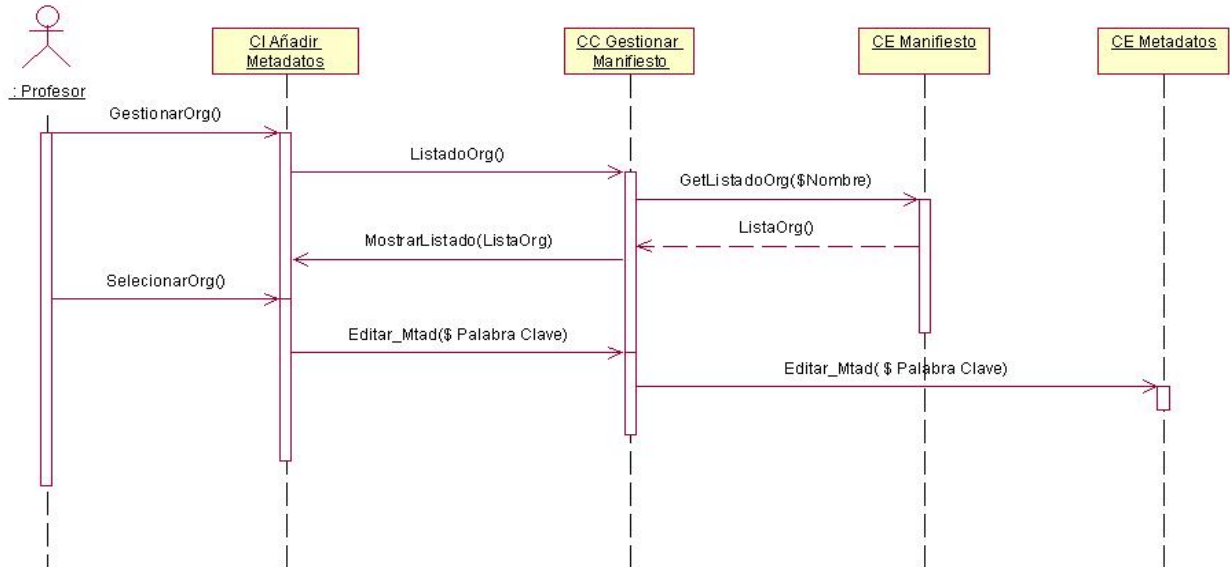 CI Añadir
Metadatos
CC Gestionar
Manifiesto
CE Manifiesto
CE Metadatos
: Profesor
GestionarOrg()
ListadoOrg()
GetListadoOrg($Nombre)
ListaOrg()
MostrarListado(ListaOrg)
SelecionarOrg()
Editar_Mtad($ Palabra Clave)
Editar_Mtad( $ Palabra Clave)